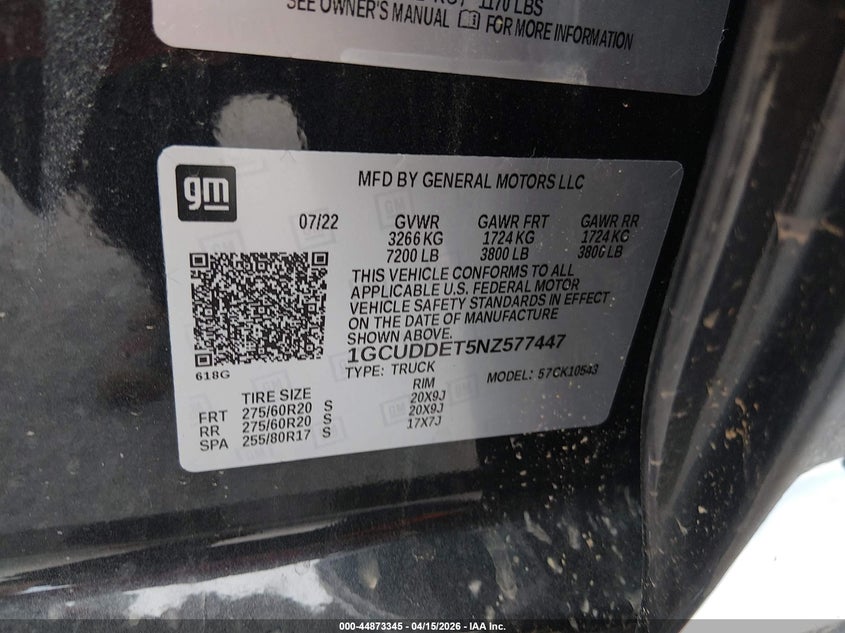 1170 LBS
SEE OWNER'S MANUAL FOR MORE INFORMATION
gm
MFD BY GENERAL MOTORS LLC
07/22 GVWR GAWR FRT GAWR RR
3266 KG 1724 KG 1724 KG
7200 LB 3800 LB 3800 LB
THIS VEHICLE CONFORMS TO ALL
APPLICABLE U.S. FEDERAL MOTOR
VEHICLE SAFETY STANDARDS IN EFFECT
ON THE DATE OF MANUFACTURE
SHOWN ABOVE.
1GCUDDET5NZ577447
618G
TYPE: TRUCK MODEL: 57CK10543
TIRE SIZE RIM
FRT 275/60R20 S 20X9J
RR 275/60R20 S 20X9J
SPA 255/80R17 S 17X7J
000-44873345 - 04/15/2026 - IAA Inc.